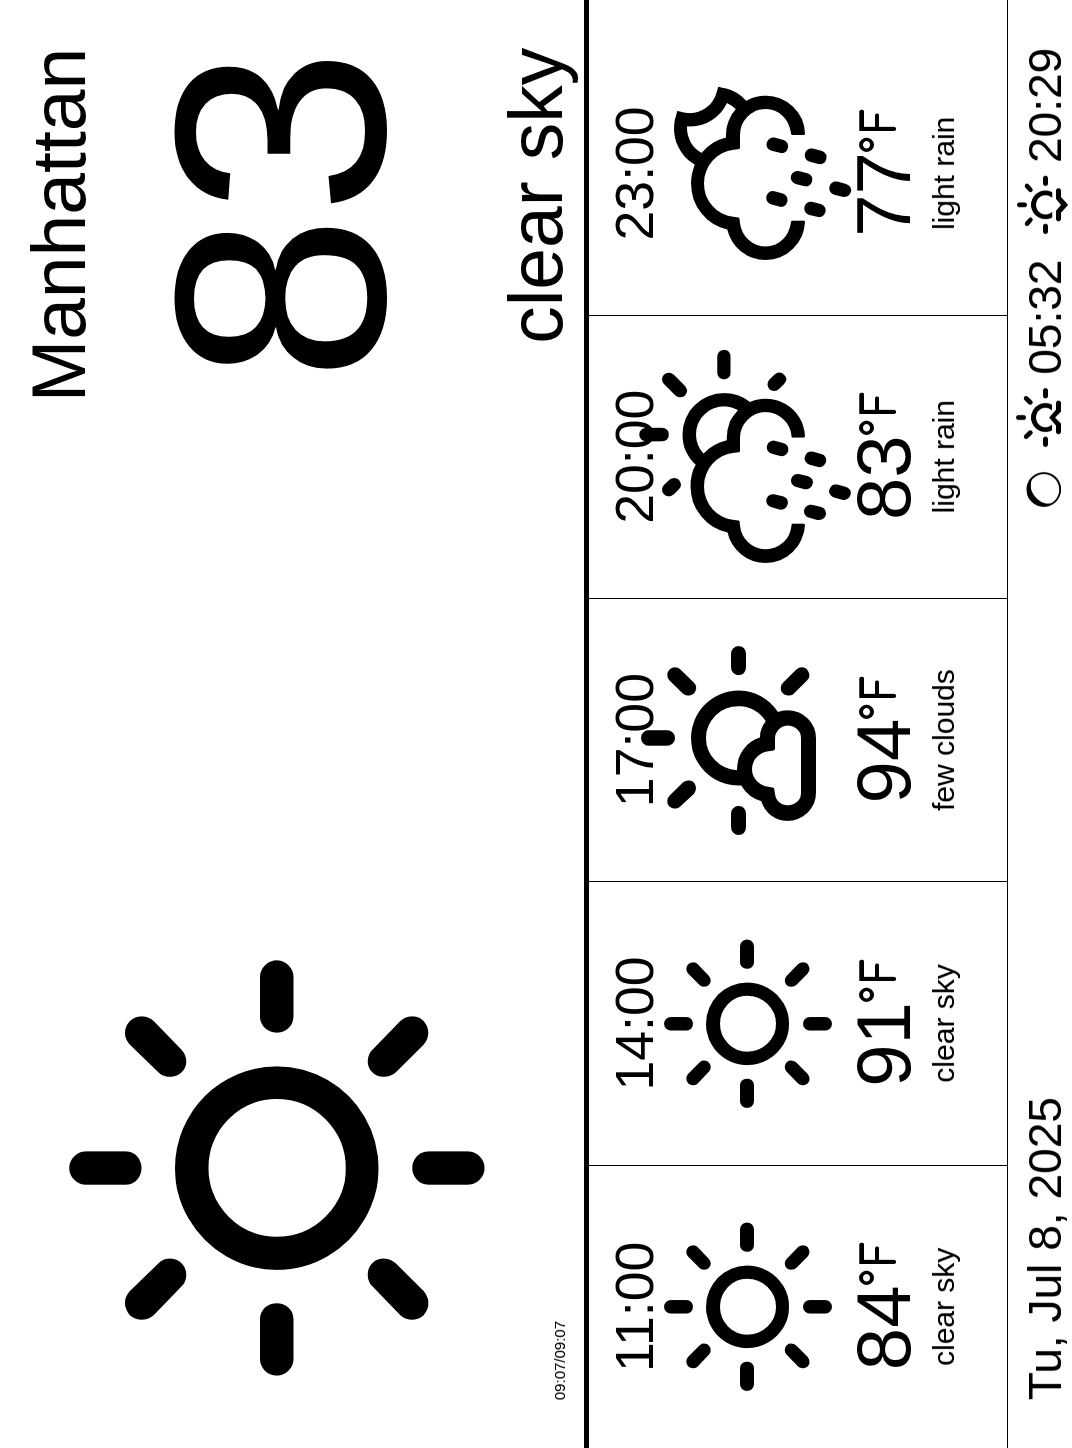 Manhattan
83
clear sky
09:07/09:07
11:00
84°F
clear sky
14:00
91°F
clear sky
17:00
94°F
few clouds
20:00
83°F
light rain
23:00
77°F
light rain
Tu, Jul 8, 2025
05:32
20:29